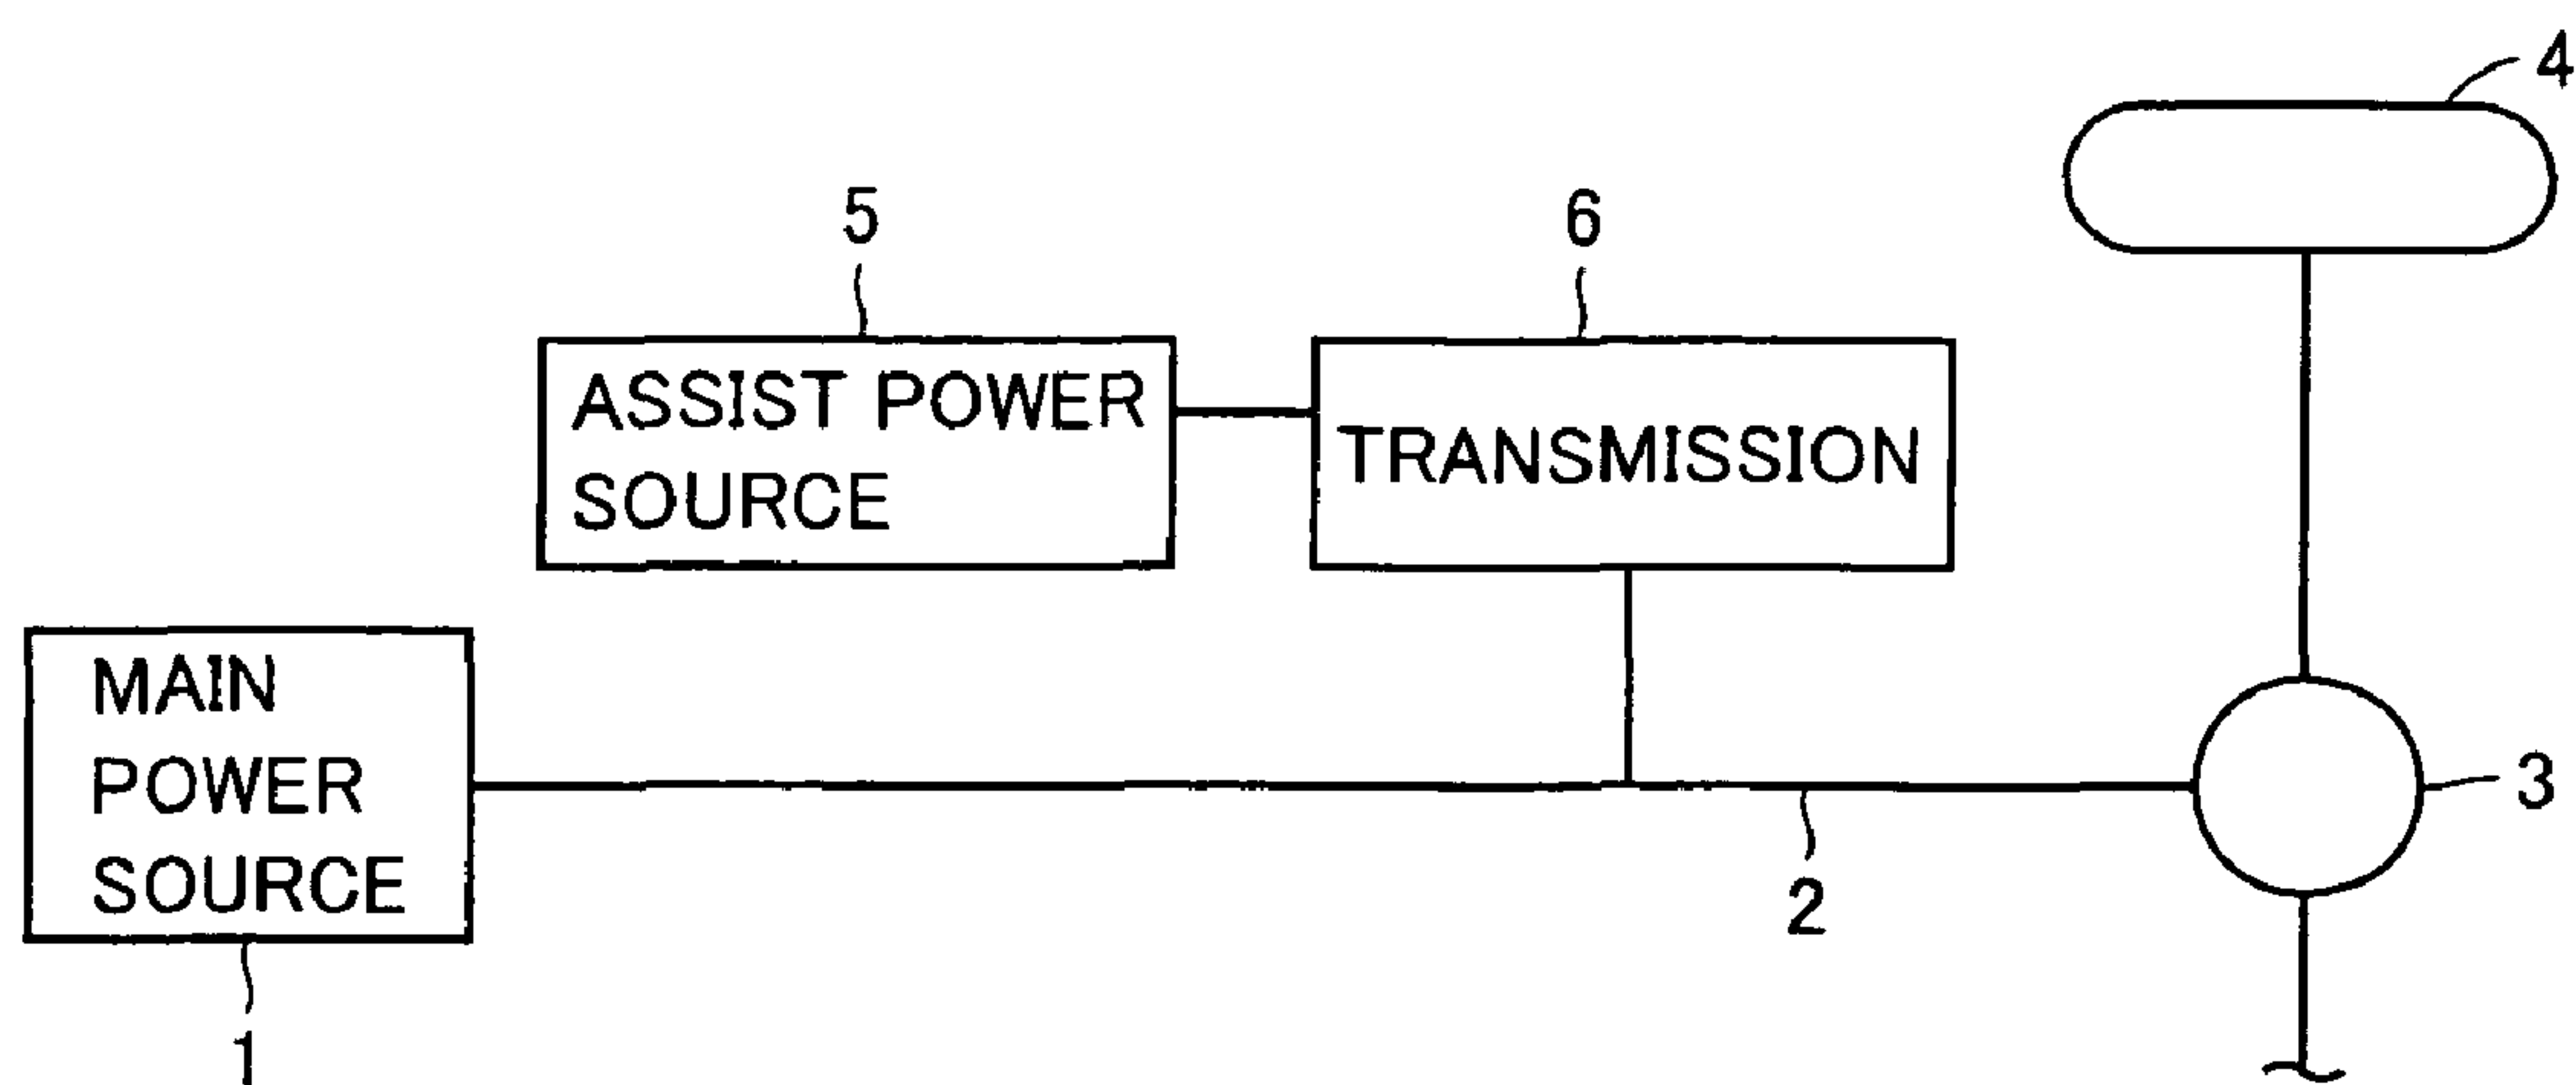 4
5
6
ASSIST POWER
SOURCE
TRANSMISSION
MAIN
POWER
SOURCE
3
2
1